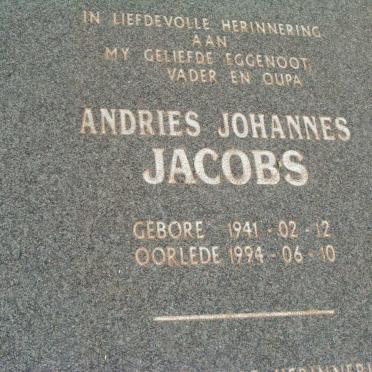 IN LIEFDEVOLLE HERINNERING
AAN
MY GELIEFDE EGGENOOT,
VADER EN OUPA
ANDRIES JOHANNES
JACOBS
GEBORE 1941 - 02 - 12
OORLEDE 1994 - 06 - 10